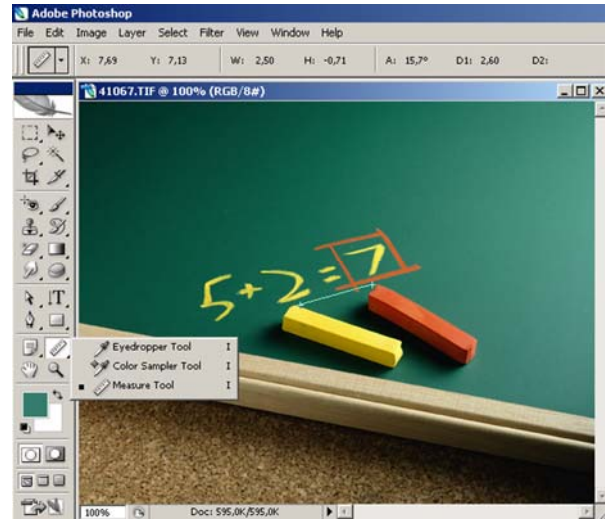 Adobe Photoshop
File Edit Image Layer Select Filter View Window Help
X: 7,69 Y: 7,13 W: 2,50 H: -0,71 A: 15,7° D1: 2,60 D2:
41067.TIF @ 100% (RGB/8#)
5+2=7
Eyedropper Tool I
Color Sampler Tool I
Measure Tool I
100% Doc: 595,0K/595,0K